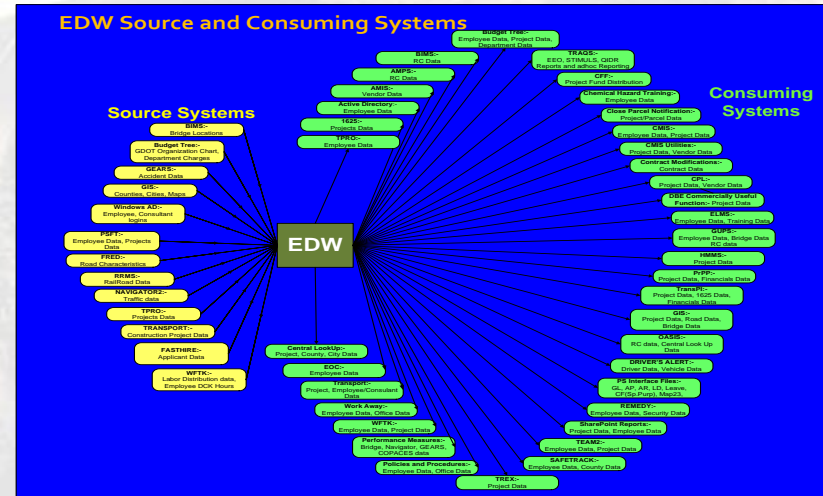 EDW Source and Consuming Systems
Source Systems
BIMS:-
Bridge Locations
Budget Tree:-
GDOT Organization Chart,
Department Charges
GEARS:-
Accident Data
GIS:-
Counties, Cities, Maps
Windows AD:-
Employee, Consultant
logins
PSFT:-
Employee Data, Projects
Data
FRED:-
Road Characteristics
RRMS:-
RailRoad Data
NAVIGATOR2:-
Traffic data
TPRO:-
Projects Data
TRANSPORT:-
Construction Project Data
FASTHIRE:-
Applicant Data
WFTK:-
Labor Distribution data,
Employee DCK Hours
EDW
BIMS:-
RC Data
AMPS:-
RC Data
AMIS:-
Vendor Data
Active Directory:-
Employee Data
1625:-
Projects Data
TPRO:-
Employee Data
Consuming
Systems
Budget Tree:-
Employee Data, Project Data,
Department Data
TRAQS:-
EEO, STIMULS, QIDR
Reports and adhoc Reporting
CFF:-
Project Fund Distribution
Chemical Hazard Training:-
Employee Data
Close Parcel Notification:-
Project/Parcel Data
CMIS:-
Employee Data, Project Data
CMIS Utilities:-
Project Data, Vendor Data
Contract Modifications:-
Contract Data
CPL:-
Project Data, Vendor Data
DBE Commercially Useful
Function:- Project Data
ELMS:-
Employee Data, Training Data
GUPS:-
Employee Data, Bridge Data
RC data
HMMS:-
Project Data
PrPP:-
Project Data, Financials Data
TransPI:-
Project Data, 1625 Data,
Financials Data
GIS:-
Project Data, Road Data,
Bridge Data
OASIS:-
RC data, Central Look Up
Data
DRIVER'S ALERT:-
Driver Data, Vehicle Data
PS Interface Files:-
GL, AP, AR, LD, Leave,
CF(Sp.Purp), Map23,
REMEDY:-
Employee Data, Security Data
SharePoint Reports:-
Project Data, Employee Data
TEAM2:-
Employee Data, Project Data
SAFETRACK:-
Employee Data, County Data
TREX:-
Project Data
Central LookUp:-
Project, County, City Data
EOC:-
Employee Data
Transport:-
Project, Employee/Consulant
Data
Work Away:-
Employee Data, Office Data
WFTK:-
Employee Data, Project Data
Performance Measures:-
Bridge, Navigator, GEARS,
COPACES data
Policies and Procedures:-
Employee Data, Office Data